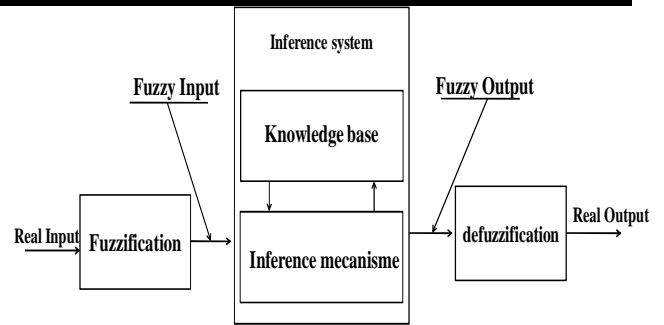 Inference system
Fuzzy Input
Fuzzy Output
Knowledge base
Real Input
Fuzzification
Inference mecanisme
defuzzification
Real Output